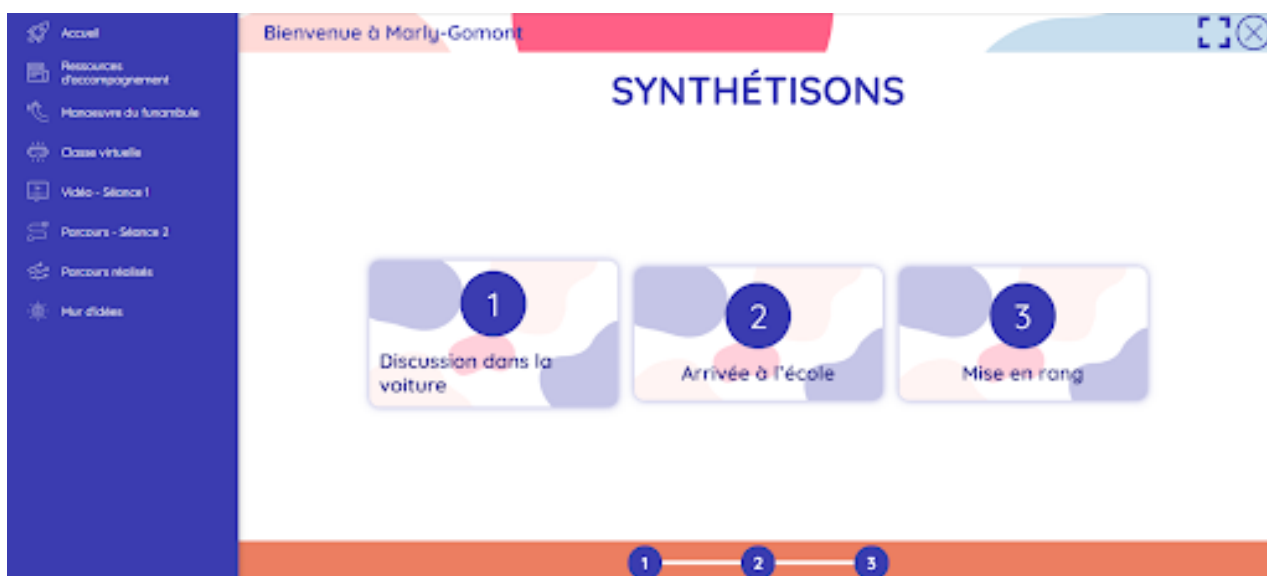 Accueil
Ressources
d'accompagnement
Manoeuvre du funambule
Classe virtuelle
Vidéo - Séance 1
Parcours - Séance 2
Parcours réalisés
Mur d'idées
Bienvenue à Marly-Gomont
SYNTHÉTISONS
1
Discussion dans la
voiture
2
Arrivée à l'école
3
Mise en rang
1 2 3